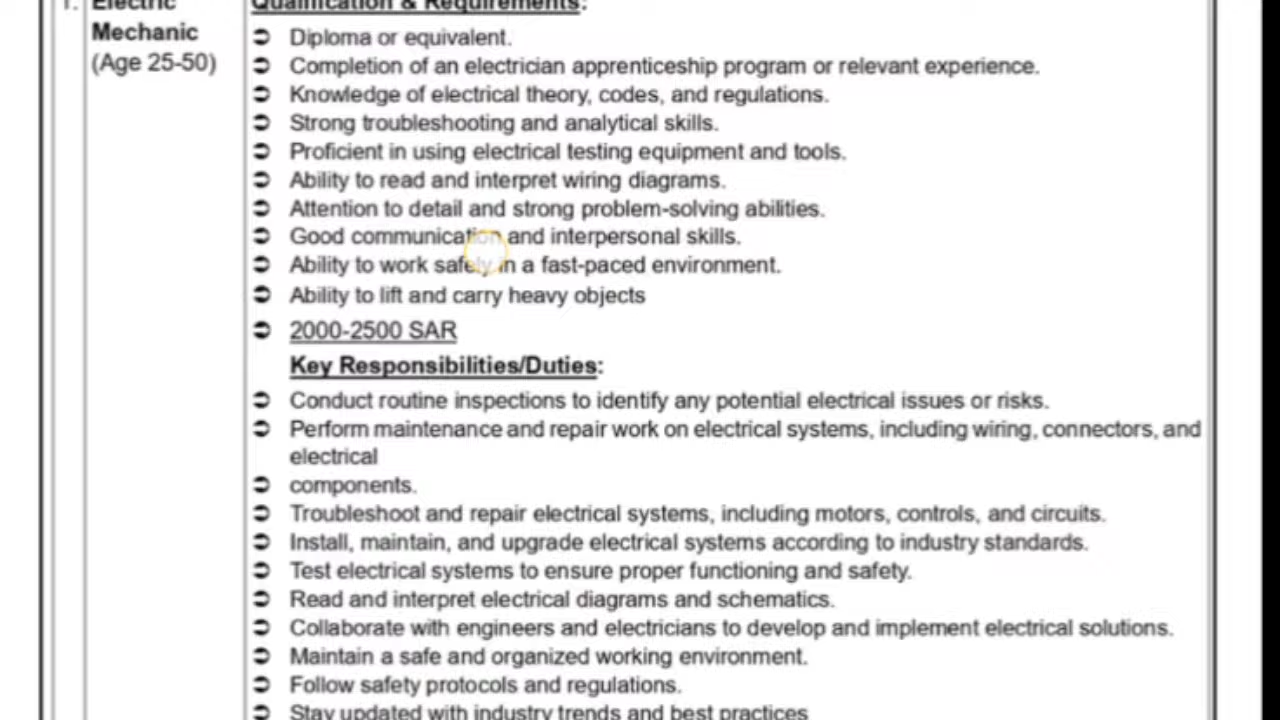 1. Electric
Mechanic
(Age 25-50)
Qualification & Requirements:
Diploma or equivalent.
Completion of an electrician apprenticeship program or relevant experience.
Knowledge of electrical theory, codes, and regulations.
Strong troubleshooting and analytical skills.
Proficient in using electrical testing equipment and tools.
Ability to read and interpret wiring diagrams.
Attention to detail and strong problem-solving abilities.
Good communication and interpersonal skills.
Ability to work safely in a fast-paced environment.
Ability to lift and carry heavy objects
2000-2500 SAR
Key Responsibilities/Duties:
Conduct routine inspections to identify any potential electrical issues or risks.
Perform maintenance and repair work on electrical systems, including wiring, connectors, and
electrical
components.
Troubleshoot and repair electrical systems, including motors, controls, and circuits.
Install, maintain, and upgrade electrical systems according to industry standards.
Test electrical systems to ensure proper functioning and safety.
Read and interpret electrical diagrams and schematics.
Collaborate with engineers and electricians to develop and implement electrical solutions.
Maintain a safe and organized working environment.
Follow safety protocols and regulations.
Stay updated with industry trends and best practices